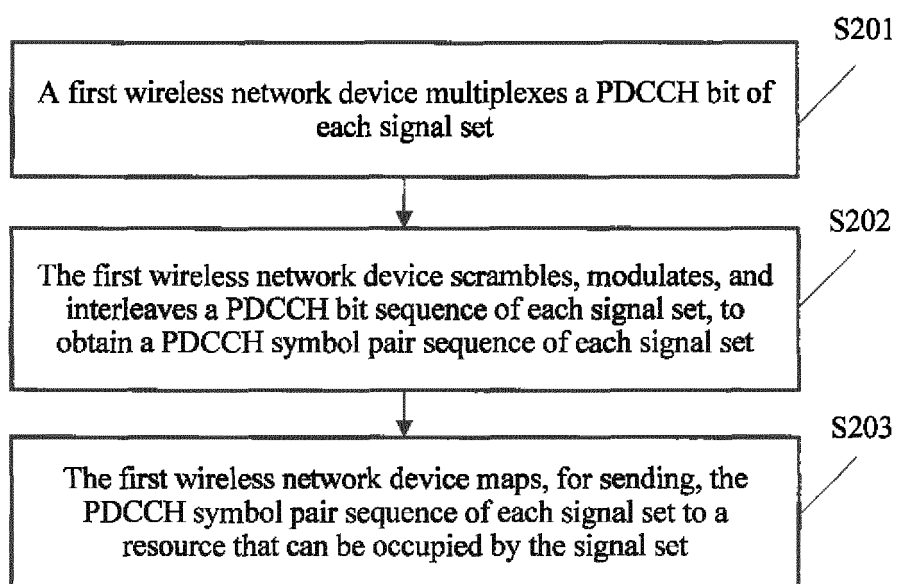 S201
A first wireless network device multiplexes a PDCCH bit of
each signal set
S202
The first wireless network device scrambles, modulates, and
interleaves a PDCCH bit sequence of each signal set, to
obtain a PDCCH symbol pair sequence of each signal set
S203
The first wireless network device maps, for sending, the
PDCCH symbol pair sequence of each signal set to a
resource that can be occupied by the signal set